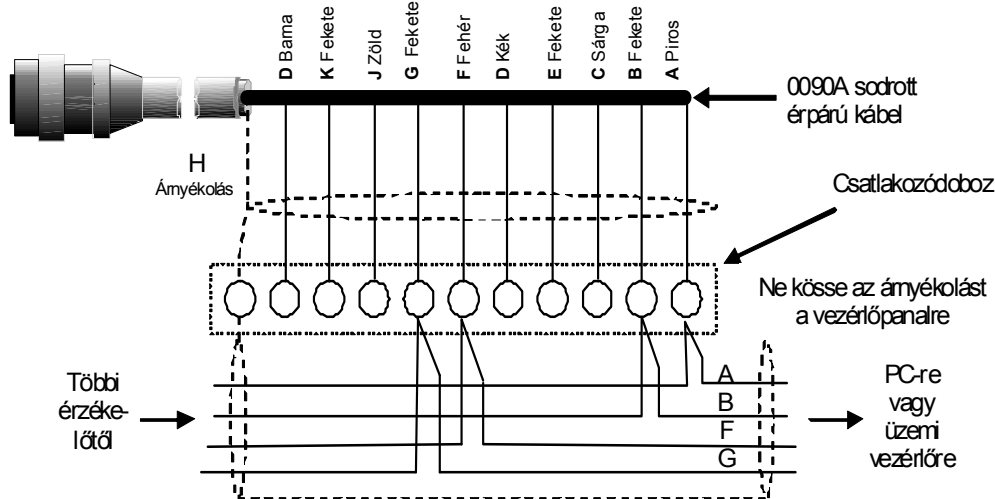 D Barna
K Fekete
J Zöld
G Fekete
F Fehér
D Kék
E Fekete
C Sárga
B Fekete
A Piros
0090A sodrott
érpárú kábel
H
Árnyékolás
Csatlakozódoboz
Ne kösse az árnyékolást
a vezérlőpanalre
Többi
érzéke-
lőtől
A
B
F
G
PC-re
vagy
üzemi
vezérlőre